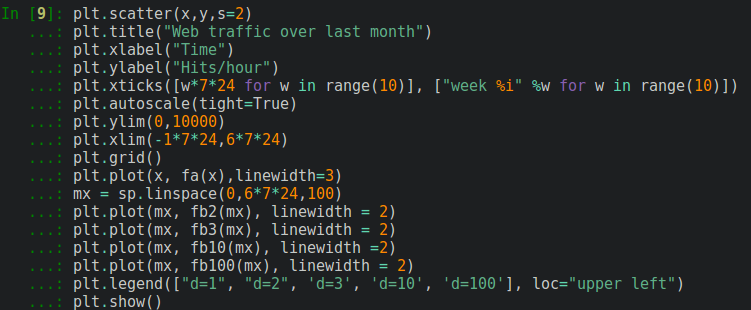 In [9]: plt.scatter(x,y,s=2)
...: plt.title("Web traffic over last month")
...: plt.xlabel("Time")
...: plt.ylabel("Hits/hour")
...: plt.xticks([w*7*24 for w in range(10)], ["week %i" %w for w in range(10)])
...: plt.autoscale(tight=True)
...: plt.ylim(0,10000)
...: plt.xlim(-1*7*24,6*7*24)
...: plt.grid()
...: plt.plot(x, fa(x),linewidth=3)
...: mx = sp.linspace(0,6*7*24,100)
...: plt.plot(mx, fb2(mx), linewidth = 2)
...: plt.plot(mx, fb3(mx), linewidth = 2)
...: plt.plot(mx, fb10(mx), linewidth =2)
...: plt.plot(mx, fb100(mx), linewidth = 2)
...: plt.legend(["d=1", "d=2", 'd=3', 'd=10', 'd=100'], loc="upper left")
...: plt.show()